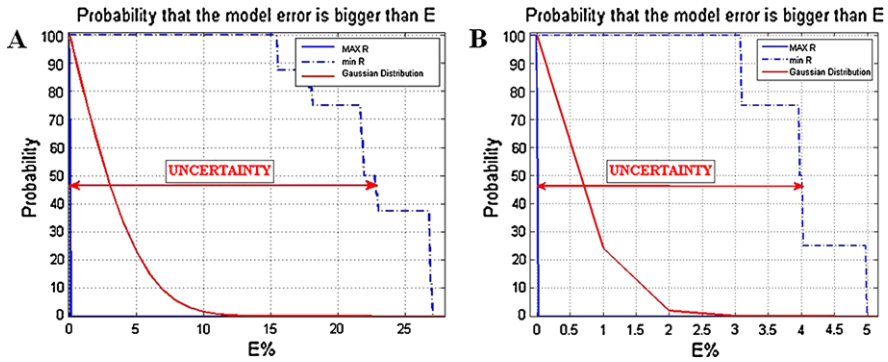 Probability that the model error is bigger than E
A
MAX R
min R
Gaussian Distribution
UNCERTAINTY
Probability
100
90
80
70
60
50
40
30
20
10
0
0
5
10
15
20
25
E%
Probability that the model error is bigger than E
B
MAX R
min R
Gaussian Distribution
UNCERTAINTY
Probability
100
90
80
70
60
50
40
30
20
10
0
0
0.5
1
1.5
2
2.5
3
3.5
4
4.5
5
E%